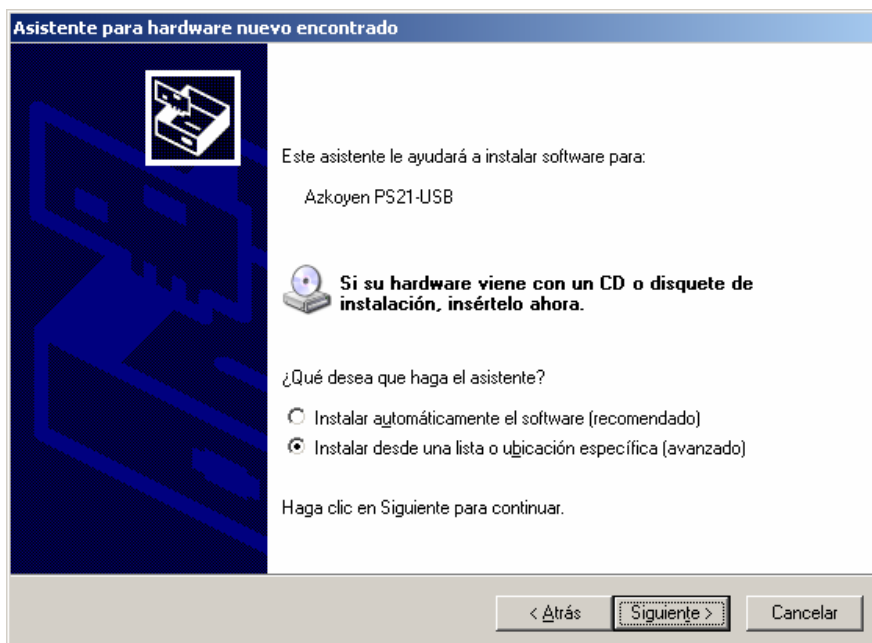 Asistente para hardware nuevo encontrado
Este asistente le ayudará a instalar software para:
Azkoyen PS21-USB
Si su hardware viene con un CD o disquete de
instalación, insértelo ahora.
¿Qué desea que haga el asistente?
Instalar automáticamente el software (recomendado)
Instalar desde una lista o ubicación específica (avanzado)
Haga clic en Siguiente para continuar.
< Atrás
Siguiente >
Cancelar